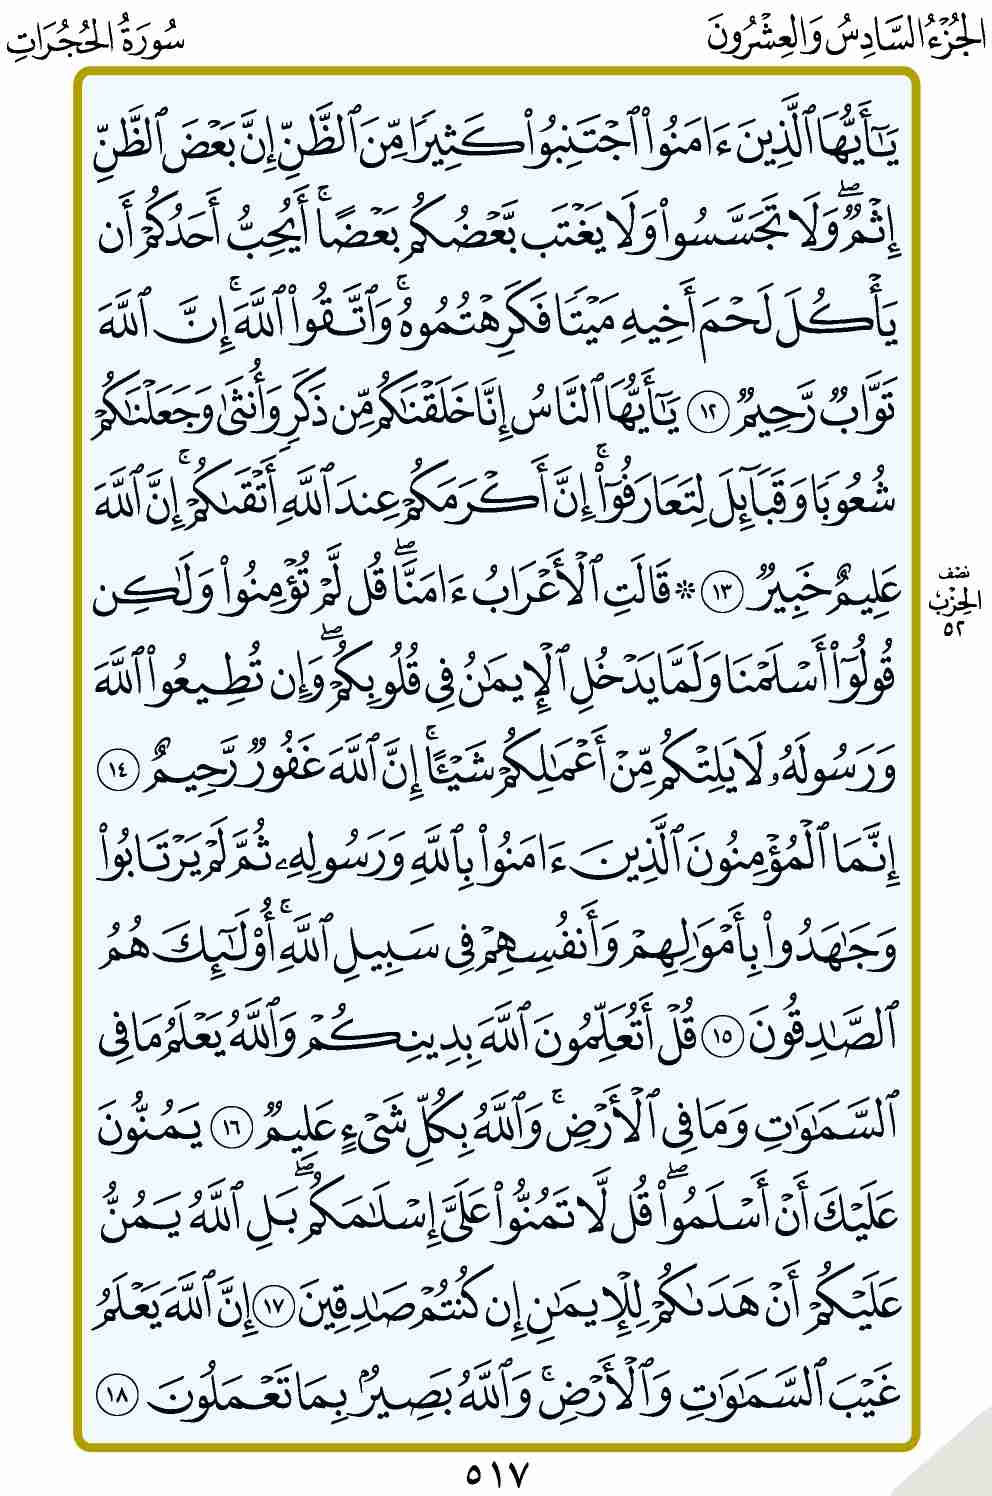 الجُزْءُ السَّادِسُ وَالعِشْرُونَ
سُورَةُ الحُجُرَاتِ
يَٰٓأَيُّهَا ٱلَّذِينَ ءَامَنُوا۟ ٱجْتَنِبُوا۟ كَثِيرًا مِّنَ ٱلظَّنِّ إِنَّ بَعْضَ ٱلظَّنِّ
إِثْمٌ ۖ وَلَا تَجَسَّسُوا۟ وَلَا يَغْتَب بَّعْضُكُم بَعْضًا ۚ أَيُحِبُّ أَحَدُكُمْ أَن
يَأْكُلَ لَحْمَ أَخِيهِ مَيْتًا فَكَرِهْتُمُوهُ ۚ وَٱتَّقُوا۟ ٱللَّهَ ۚ إِنَّ ٱللَّهَ
تَوَّابٌ رَّحِيمٌ ١٢ يَٰٓأَيُّهَا ٱلنَّاسُ إِنَّا خَلَقْنَٰكُم مِّن ذَكَرٍ وَأُنثَىٰ وَجَعَلْنَٰكُمْ
شُعُوبًا وَقَبَآئِلَ لِتَعَارَفُوٓا۟ ۚ إِنَّ أَكْرَمَكُمْ عِندَ ٱللَّهِ أَتْقَىٰكُمْ ۚ إِنَّ ٱللَّهَ
عَلِيمٌ خَبِيرٌ ١٣ ۞ قَالَتِ ٱلْأَعْرَابُ ءَامَنَّا ۖ قُل لَّمْ تُؤْمِنُوا۟ وَلَٰكِن
نصْف
الحِزْبْ
٥٢
قُولُوٓا۟ أَسْلَمْنَا وَلَمَّا يَدْخُلِ ٱلْإِيمَٰنُ فِى قُلُوبِكُمْ ۖ وَإِن تُطِيعُوا۟ ٱللَّهَ
وَرَسُولَهُۥ لَا يَلِتْكُم مِّنْ أَعْمَٰلِكُمْ شَيْـًٔا ۚ إِنَّ ٱللَّهَ غَفُورٌ رَّحِيمٌ ١٤
إِنَّمَا ٱلْمُؤْمِنُونَ ٱلَّذِينَ ءَامَنُوا۟ بِٱللَّهِ وَرَسُولِهِۦ ثُمَّ لَمْ يَرْتَابُوا۟
وَجَٰهَدُوا۟ بِأَمْوَٰلِهِمْ وَأَنفُسِهِمْ فِى سَبِيلِ ٱللَّهِ ۚ أُو۟لَٰٓئِكَ هُمُ
ٱلصَّٰدِقُونَ ١٥ قُلْ أَتُعَلِّمُونَ ٱللَّهَ بِدِينِكُمْ وَٱللَّهُ يَعْلَمُ مَا فِى
ٱلسَّمَٰوَٰتِ وَمَا فِى ٱلْأَرْضِ ۚ وَٱللَّهُ بِكُلِّ شَىْءٍ عَلِيمٌ ١٦ يَمُنُّونَ
عَلَيْكَ أَنْ أَسْلَمُوا۟ ۖ قُل لَّا تَمُنُّوا۟ عَلَىَّ إِسْلَٰمَكُم ۖ بَلِ ٱللَّهُ يَمُنُّ
عَلَيْكُمْ أَنْ هَدَىٰكُمْ لِلْإِيمَٰنِ إِن كُنتُمْ صَٰدِقِينَ ١٧ إِنَّ ٱللَّهَ يَعْلَمُ
غَيْبَ ٱلسَّمَٰوَٰتِ وَٱلْأَرْضِ ۚ وَٱللَّهُ بَصِيرٌۢ بِمَا تَعْمَلُونَ ١٨
٥١٧